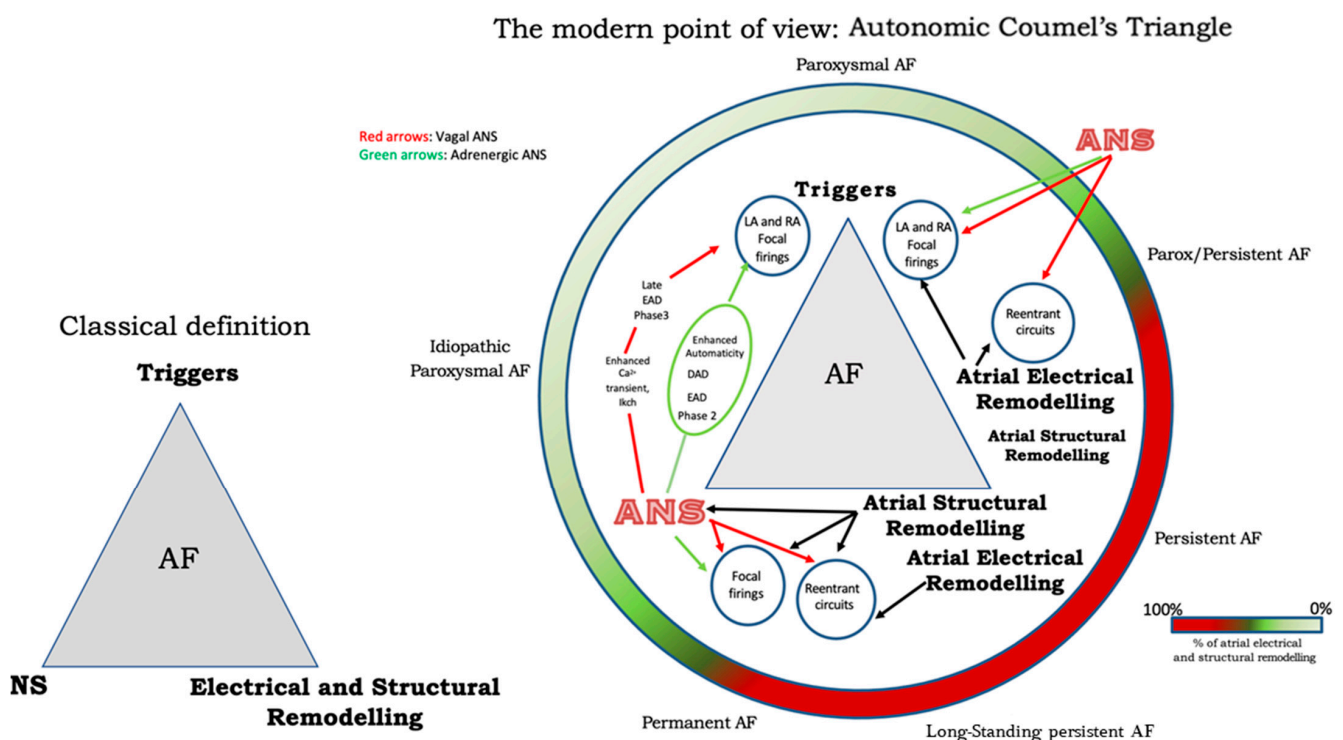 The modern point of view: Autonomic Coumel's Triangle
Paroxysmal AF
Red arrows: Vagal ANS
Green arrows: Adrenergic ANS
ANS
Triggers
LA and RA
Focal
firings
LA and RA
Focal
firings
Parox/Persistent AF
Late
EAD
Phase3
Reentrant
circuits
Classical definition
Triggers
Idiopathic
Paroxysmal AF
Enhanced
Automaticity
DAD
EAD
Phase 2
Enhanced
Ca²⁺
transient,
Ikch
AF
Atrial Electrical
Remodelling
Atrial Structural
Remodelling
AF
ANS
Atrial Structural
Remodelling
Atrial Electrical
Remodelling
Persistent AF
Focal
firings
Reentrant
circuits
100%
0%
% of atrial electrical
and structural remodelling
NS
Electrical and Structural
Remodelling
Permanent AF
Long-Standing persistent AF